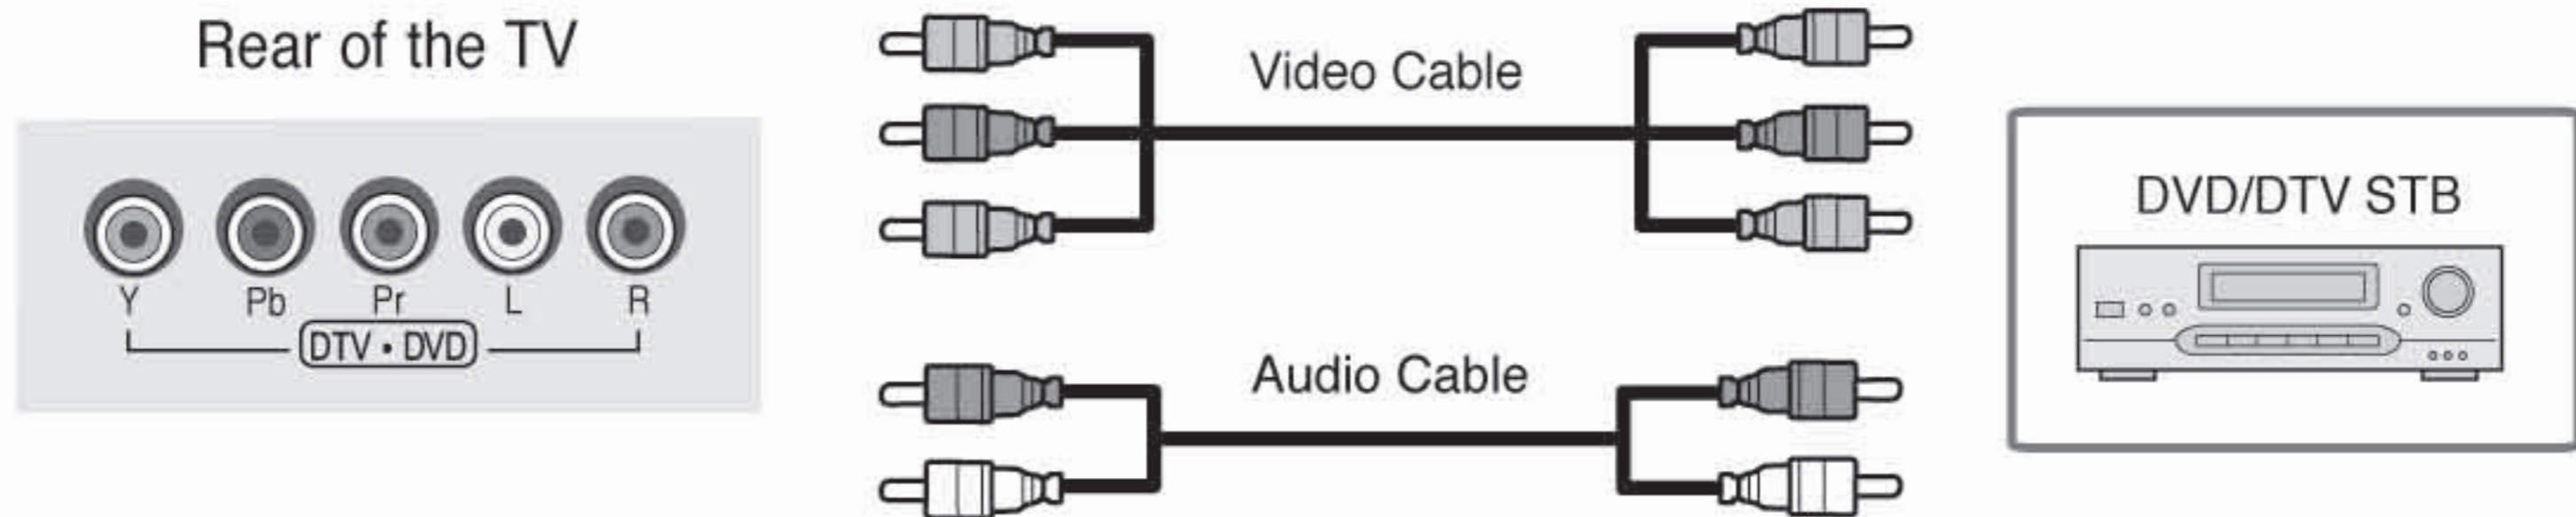 Rear of the TV
Y Pb Pr L R
DTV • DVD
Video Cable
Audio Cable
DVD/DTV STB